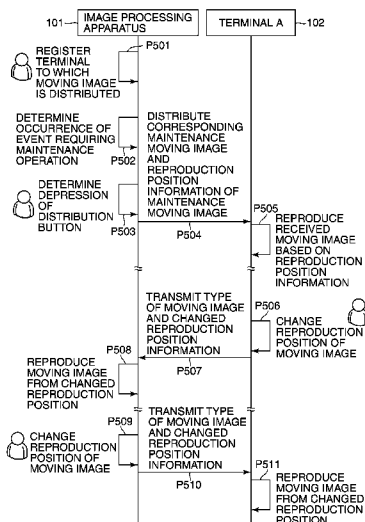 101
IMAGE PROCESSING
APPARATUS
TERMINAL A
102
P501
REGISTER
TERMINAL
TO WHICH
MOVING IMAGE
IS DISTRIBUTED
DETERMINE
OCCURRENCE OF
EVENT REQUIRING
MAINTENANCE
OPERATION
P502
DISTRIBUTE
CORRESPONDING
MAINTENANCE
MOVING IMAGE
AND
REPRODUCTION
POSITION
INFORMATION OF
MAINTENANCE
MOVING IMAGE
DETERMINE
DEPRESSION
OF
DISTRIBUTION
BUTTON
P503
P504
P505
REPRODUCE
RECEIVED
MOVING IMAGE
BASED ON
REPRODUCTION
POSITION
INFORMATION
TRANSMIT TYPE
OF MOVING IMAGE
AND CHANGED
REPRODUCTION
POSITION
INFORMATION
P506
CHANGE
REPRODUCTION
POSITION OF
MOVING IMAGE
P507
P508
REPRODUCE
MOVING IMAGE
FROM CHANGED
REPRODUCTION
POSITION
P509
CHANGE
REPRODUCTION
POSITION OF
MOVING IMAGE
TRANSMIT TYPE
OF MOVING IMAGE
AND CHANGED
REPRODUCTION
POSITION
INFORMATION
P510
P511
REPRODUCE
MOVING IMAGE
FROM CHANGED
REPRODUCTION
POSITION